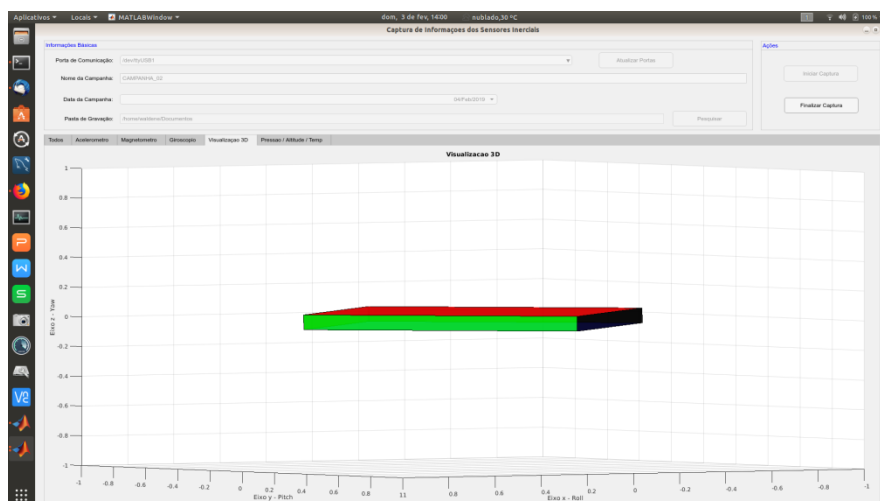 Aplicativos Locais MATLABWindow dom, 3 de fev, 14:00 nublado,30 ºC 1 100%
Captura de Informaçoes dos Sensores Inerciais
Informações Básicas
Ações
Porta de Comunicação: /dev/ttyUSB1 Atualizar Portas
Iniciar Captura
Nome da Campanha: CAMPANHA_02
Data da Campanha: 04/Feb/2019
Finalizar Captura
Pasta de Gravação: Pesquisar
Todos Acelerometro Magnetometro Giroscopio Visualizaçao 3D Pressao / Altitude / Temp.
Visualizacao 3D
1
0.8
0.6
0.4
0.2
0
-0.2
-0.4
-0.6
-0.8
-1
Eixo z - Yaw
-1 -0.8 -0.6 -0.4 -0.2 0 0.2 0.4 0.6 0.8 11 0.8 0.6 0.4 0.2 0 -0.2 -0.4 -0.6 -0.8 -1
Eixo y - Pitch Eixo x - Roll